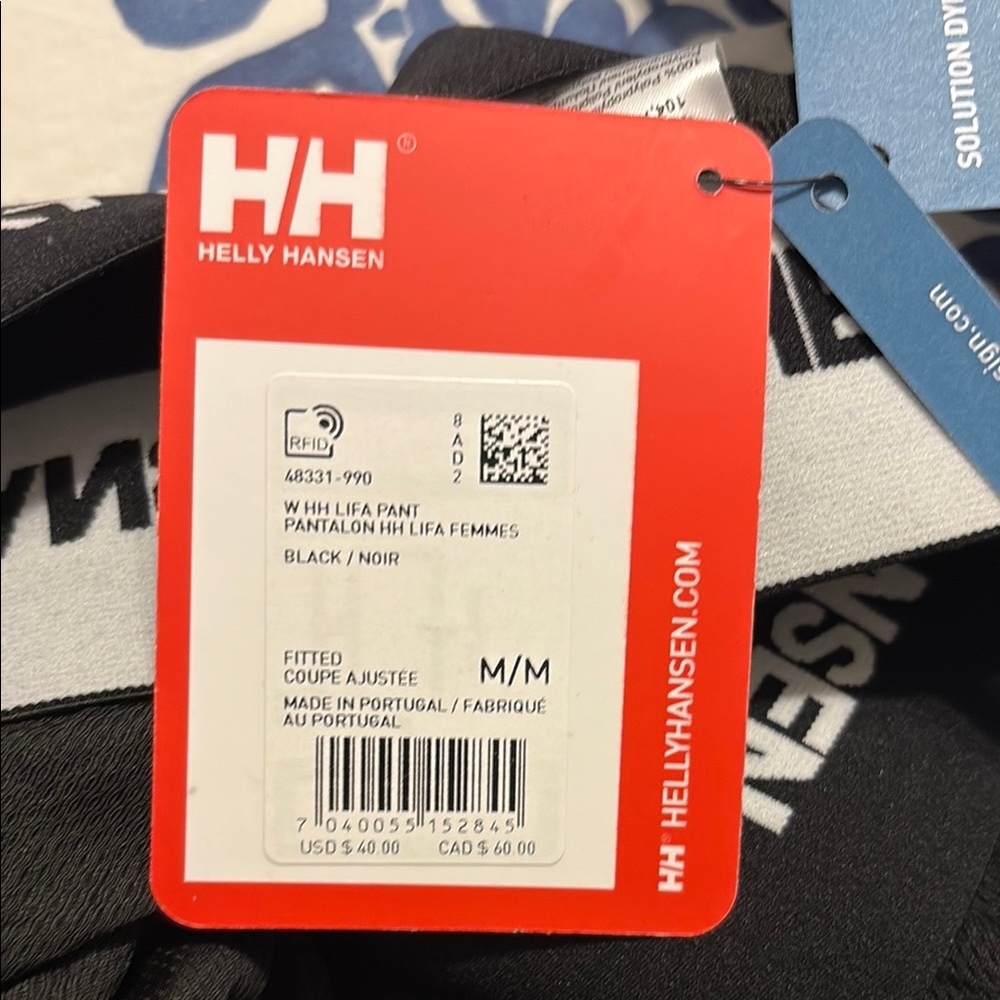 HH®
HELLY HANSEN
RFID
8
A
D
2
48331-990
W HH LIFA PANT
PANTALON HH LIFA FEMMES
BLACK / NOIR
FITTED
COUPE AJUSTÉE
M/M
MADE IN PORTUGAL / FABRIQUÉ
AU PORTUGAL
7 040055 152845
USD $ 40.00 CAD $ 60.00
HH® HELLYHANSEN.COM
SOLUTION DY
sign.com
NSEN
104.